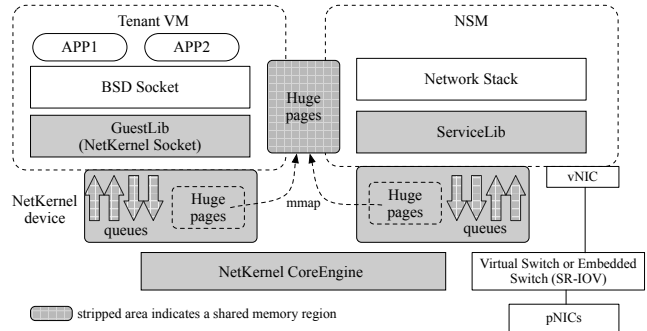 Tenant VM
NSM
APP1
APP2
BSD Socket
Network Stack
Huge
pages
GuestLib
(NetKernel Socket)
ServiceLib
vNIC
NetKernel
device
queues
Huge
pages
mmap
Huge
pages
queues
NetKernel CoreEngine
Virtual Switch or Embedded
Switch (SR-IOV)
pNICs
stripped area indicates a shared memory region